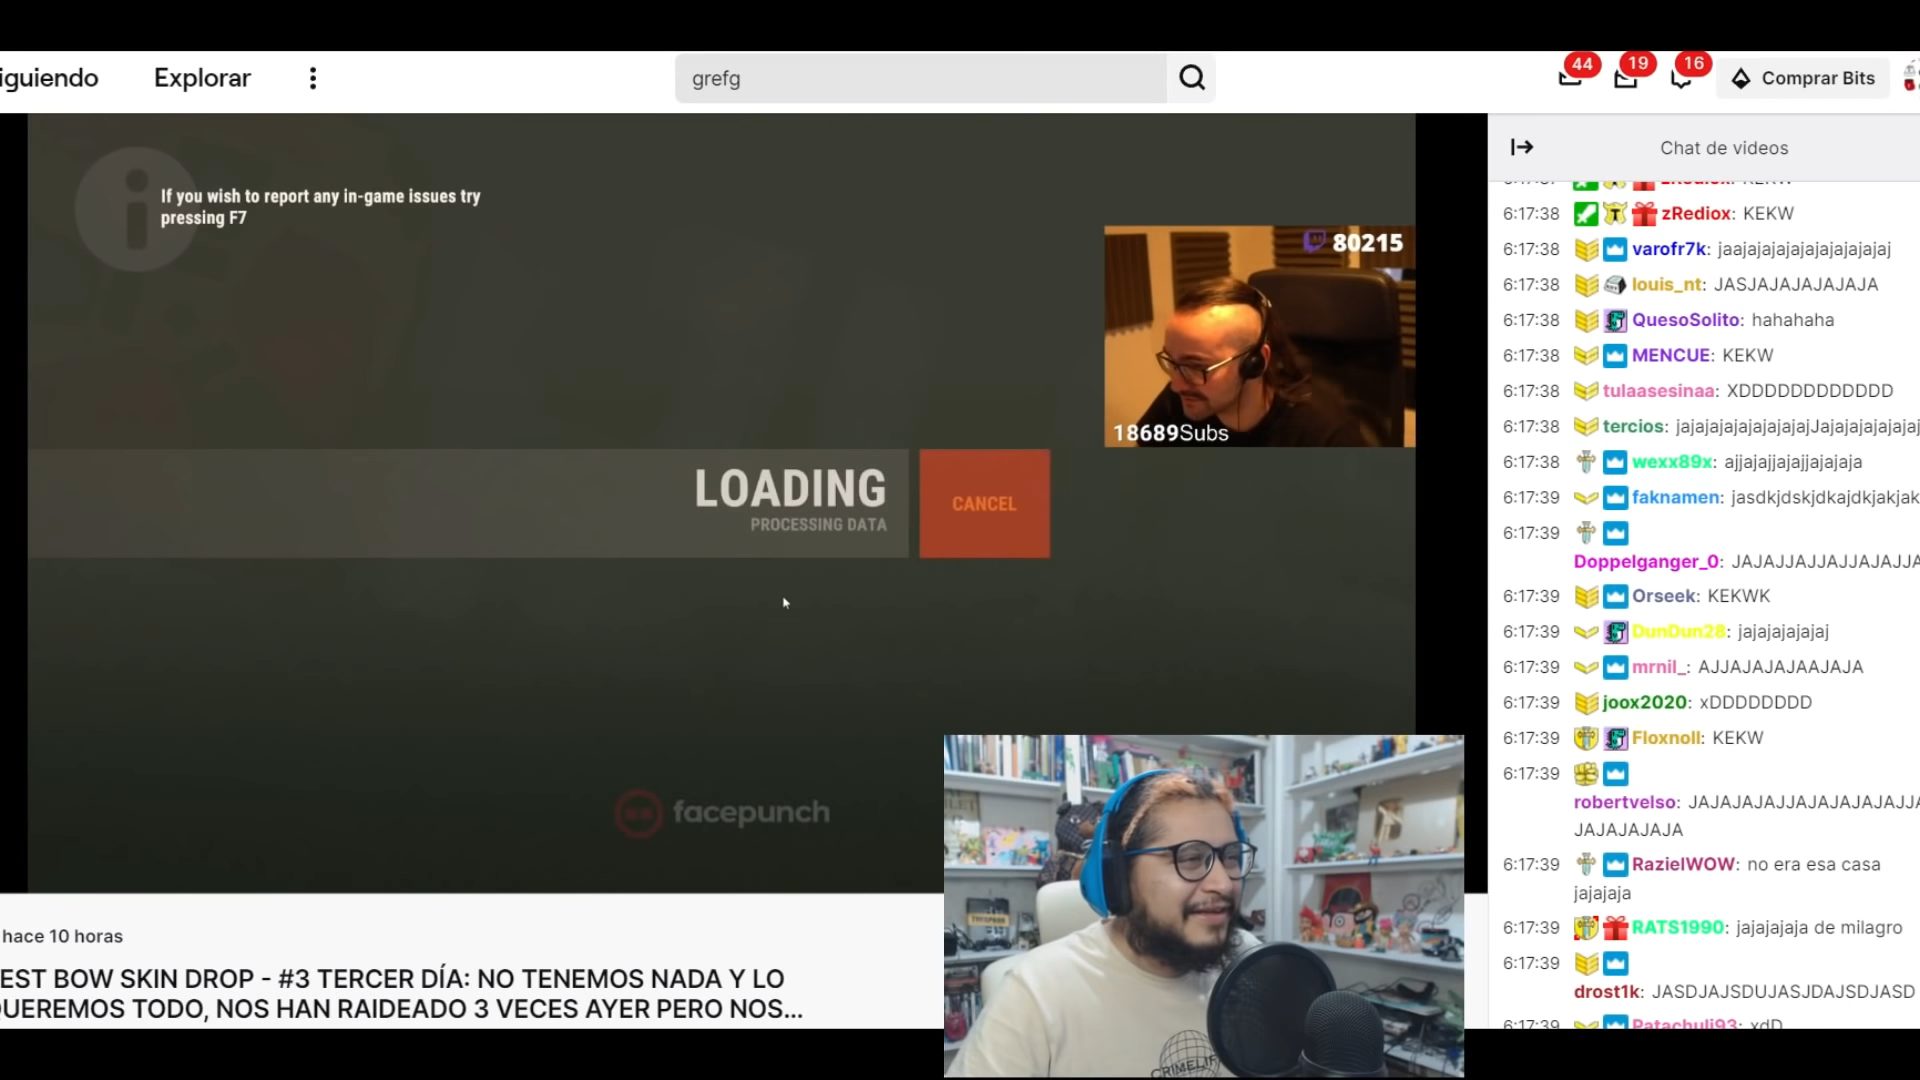 iguiendo
Explorar
grefg
44
19
16
Comprar Bits
If you wish to report any in-game issues try
pressing F7
80215
18689Subs
LOADING
PROCESSING DATA
CANCEL
facepunch
hace 10 horas
EST BOW SKIN DROP - #3 TERCER DÍA: NO TENEMOS NADA Y LO
QUEREMOS TODO, NOS HAN RAIDEADO 3 VECES AYER PERO NOS...
CRIMELIF
Chat de videos
6:17:38 zRediox: KEKW
6:17:38 varofr7k: jaajajajajajajajajajaj
6:17:38 louis_nt: JASJAJAJAJAJAJA
6:17:38 QuesoSolito: hahahaha
6:17:38 MENCUE: KEKW
6:17:38 tulaasesinaa: XDDDDDDDDDDDD
6:17:38 tercios: jajajajajajajajajJajajajajajaj
6:17:38 wexx89x: ajjajajjajajjajajaja
6:17:39 faknamen: jasdkjdskjdkajdkjakjak
6:17:39
Doppelganger_0: JAJAJJAJJAJJAJAJJA
6:17:39 Orseek: KEKWK
6:17:39 DunDun28: jajajajajaj
6:17:39 mrnil_: AJJAJAJAJAAJAJA
6:17:39 joox2020: xDDDDDDDD
6:17:39 Floxnoll: KEKW
6:17:39
robertvelso: JAJAJAJAJJAJAJAJAJAJJA
JAJAJAJAJA
6:17:39 RazielWOW: no era esa casa
jajajaja
6:17:39 RATS1990: jajajajaja de milagro
6:17:39
drost1k: JASDJAJSDUJASJDAJSDJASD
6:17:39 Patachuli93: xdD